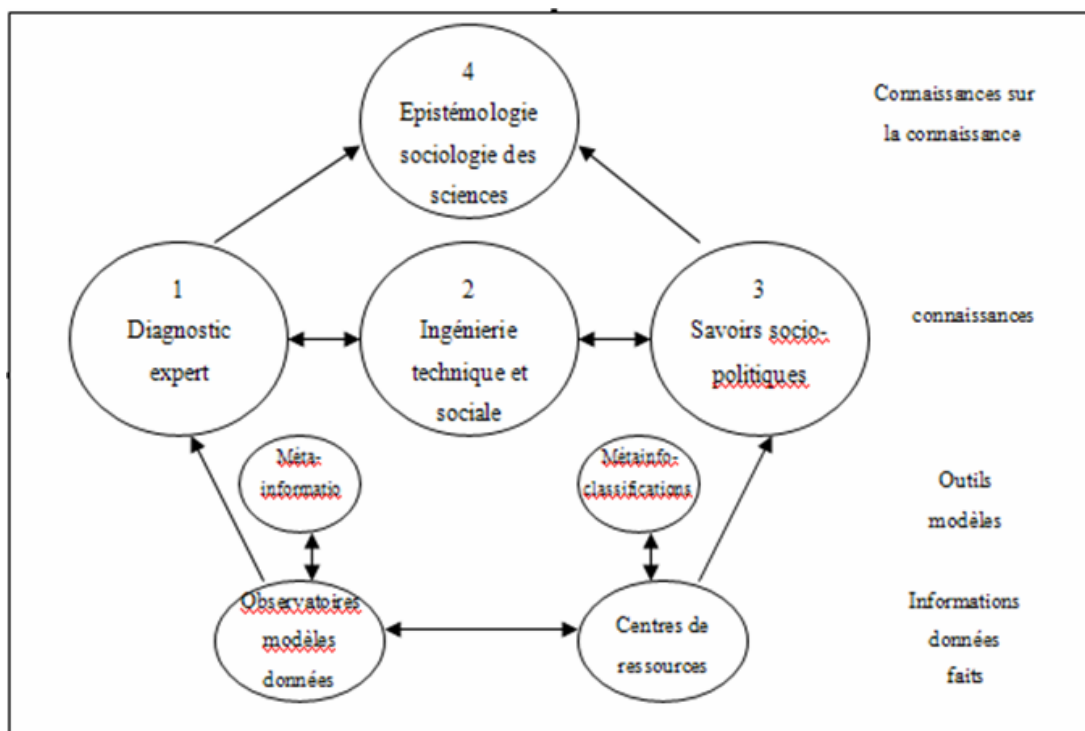 4
Epistémologie
sociologie des
sciences
Connaissances sur
la connaissance
1
Diagnostic
expert
2
Ingénierie
technique et
sociale
3
Savoirs socio-
politiques
connaissances
Méta-
informatio
Métainfo-
classifications
Outils
modèles
Observatoires
modèles
données
Centres de
ressources
Informations
données
faits